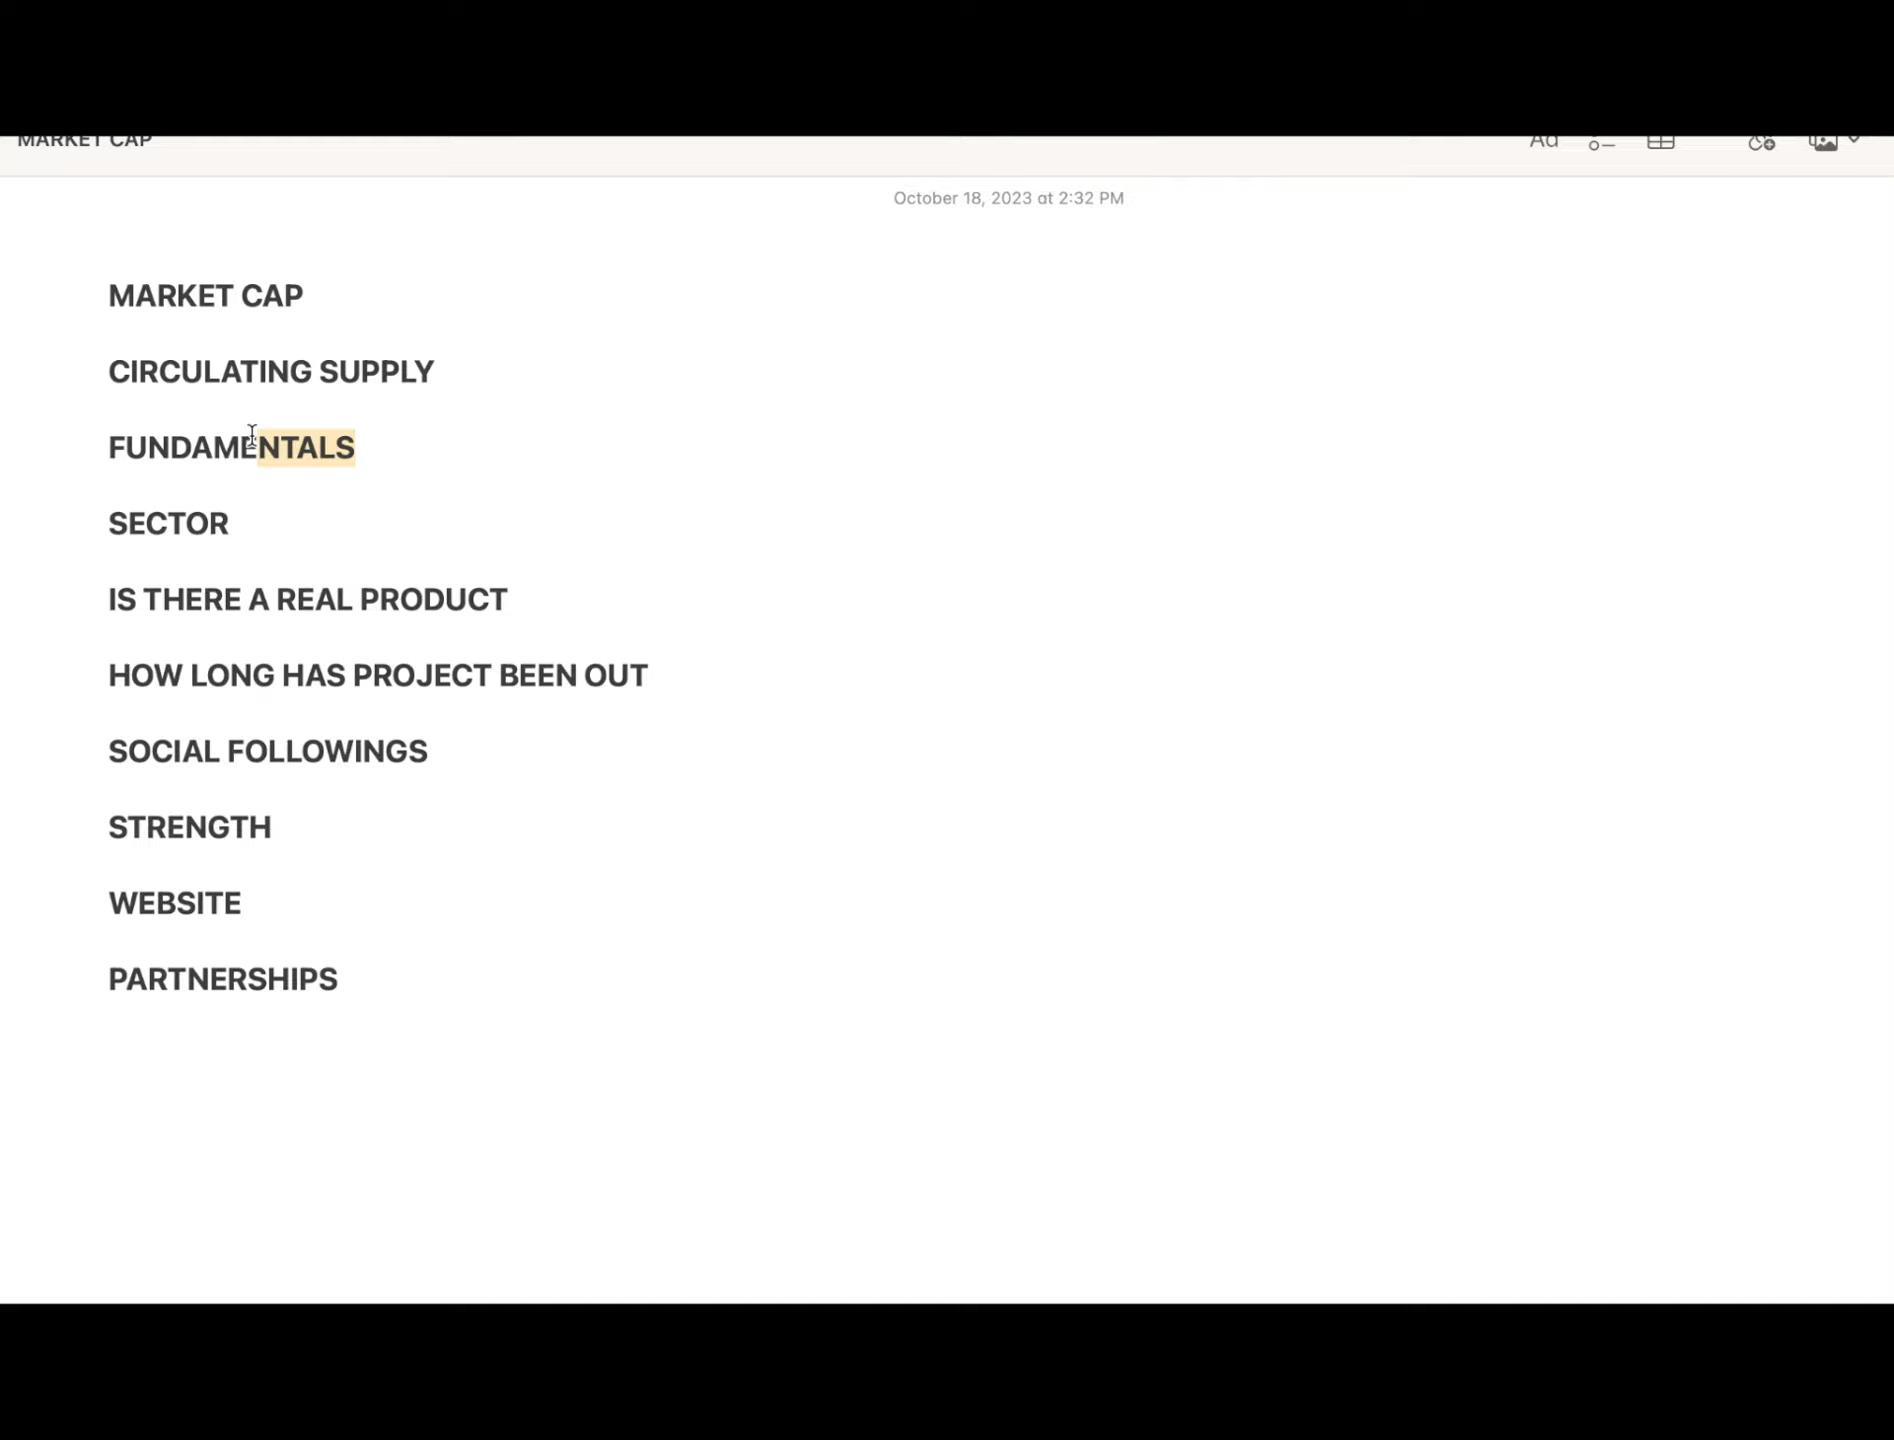 MARKET CAP
October 18, 2023 at 2:32 PM
MARKET CAP
CIRCULATING SUPPLY
FUNDAMENTALS
SECTOR
IS THERE A REAL PRODUCT
HOW LONG HAS PROJECT BEEN OUT
SOCIAL FOLLOWINGS
STRENGTH
WEBSITE
PARTNERSHIPS